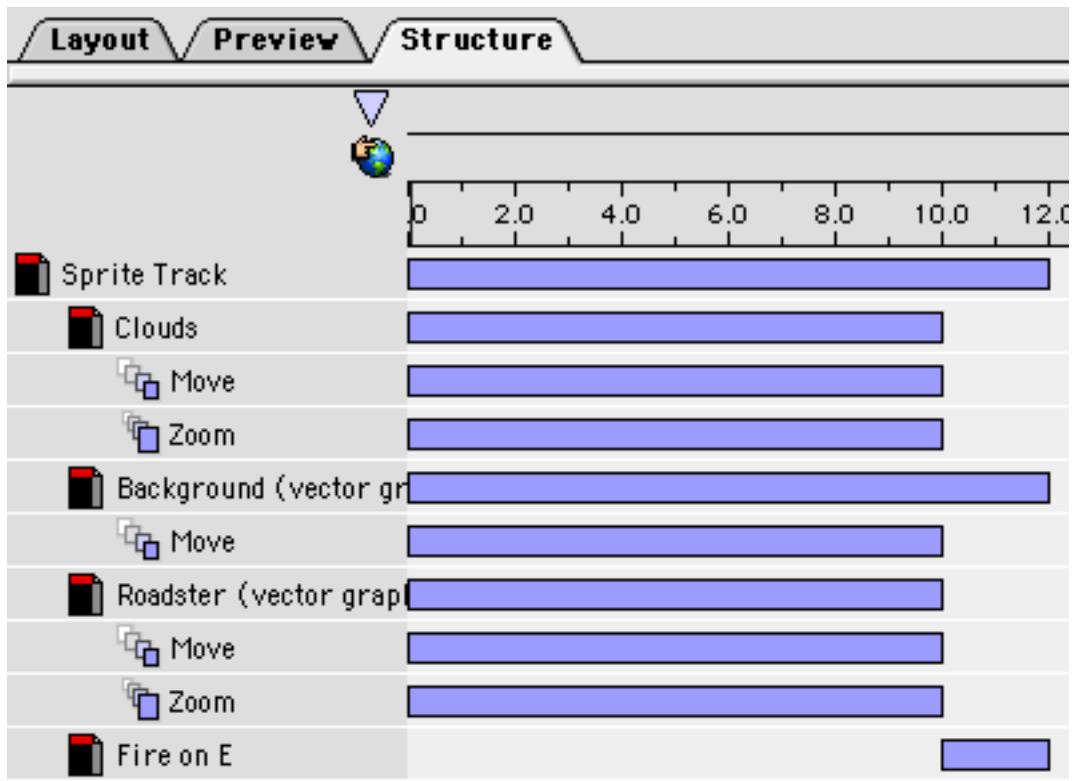 Layout Preview Structure
.0 2.0 4.0 6.0 8.0 10.0 12.0
Sprite Track
Clouds
Move
Zoom
Background (vector gr
Move
Roadster (vector grap
Move
Zoom
Fire on E